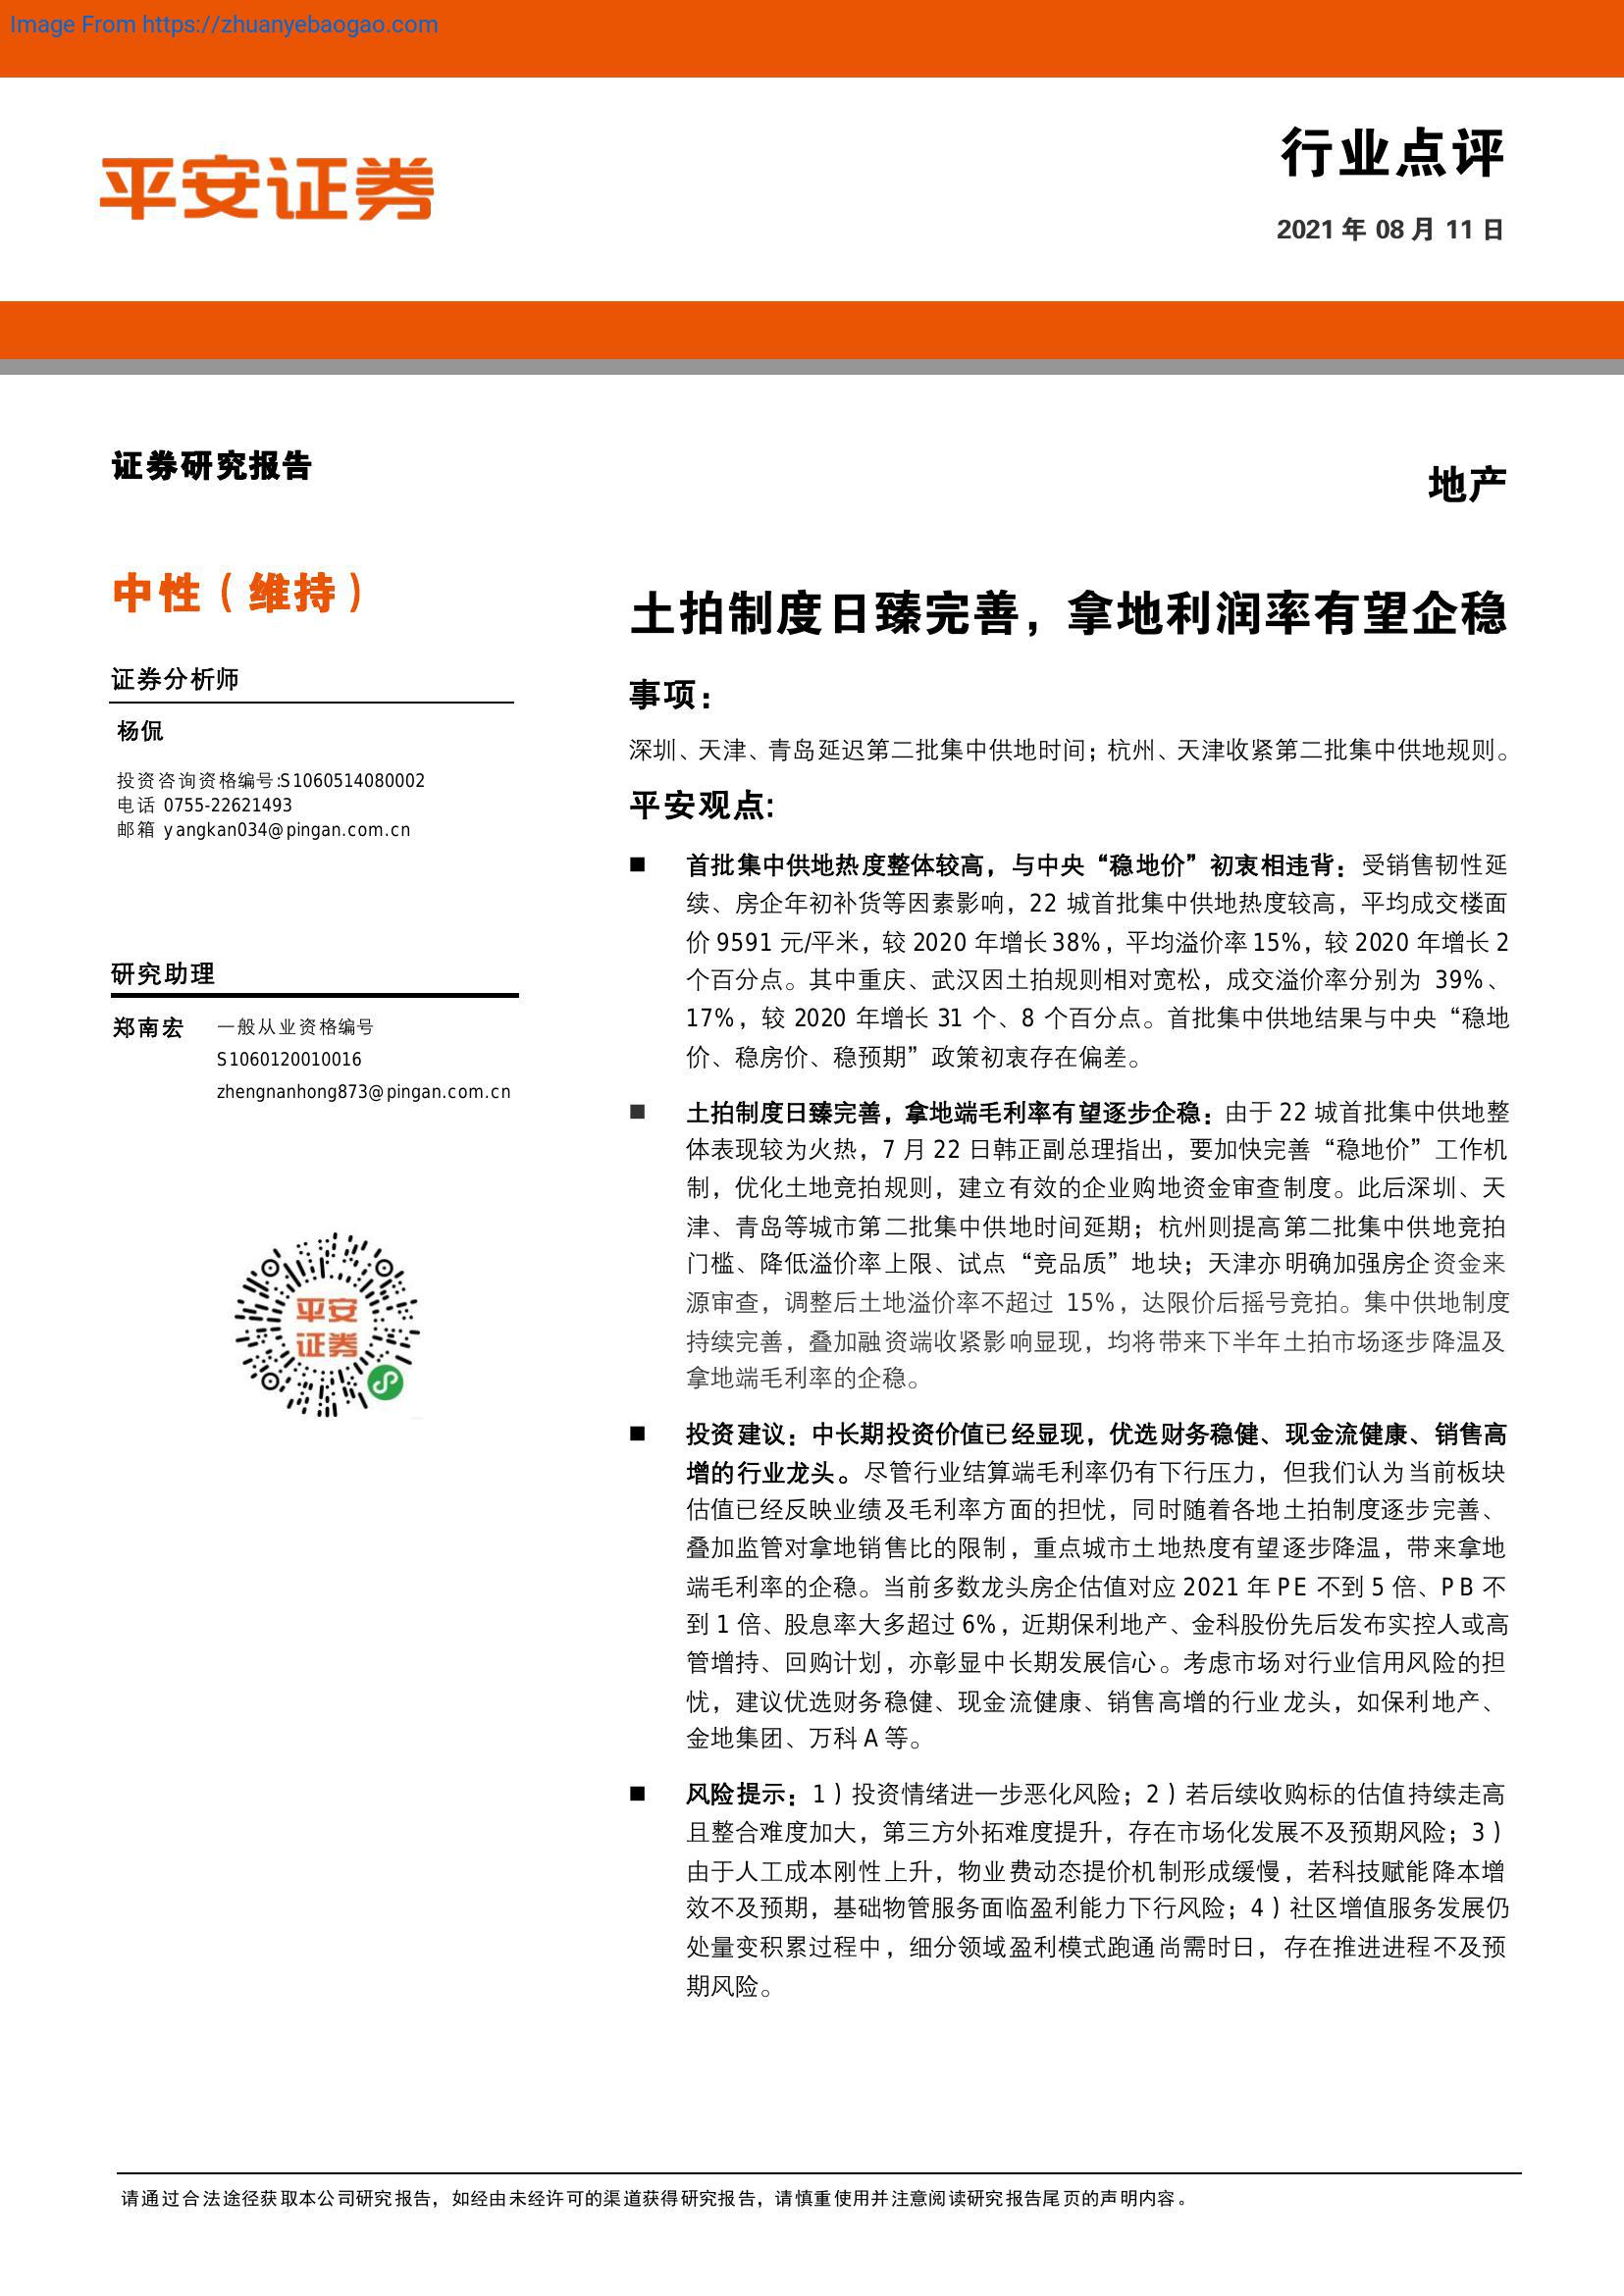 Image From https://zhuanyebaogao.com
平安证券
行业点评
2021 年 08 月 11 日
证券研究报告
地产
中性（维持）
证券分析师
杨侃
投资咨询资格编号:S1060514080002
电话 0755-22621493
邮箱 yangkan034@pingan.com.cn
研究助理
郑南宏 一般从业资格编号
S1060120010016
zhengnanhong873@pingan.com.cn
平安
证券
土拍制度日臻完善，拿地利润率有望企稳
事项：
深圳、天津、青岛延迟第二批集中供地时间；杭州、天津收紧第二批集中供地规则。
平安观点:
■ 首批集中供地热度整体较高，与中央“稳地价”初衷相违背：受销售韧性延
续、房企年初补货等因素影响，22 城首批集中供地热度较高，平均成交楼面
价 9591 元/平米，较 2020 年增长 38%，平均溢价率 15%，较 2020 年增长 2
个百分点。其中重庆、武汉因土拍规则相对宽松，成交溢价率分别为 39%、
17%，较 2020 年增长 31 个、8 个百分点。首批集中供地结果与中央“稳地
价、稳房价、稳预期”政策初衷存在偏差。
■ 土拍制度日臻完善，拿地端毛利率有望逐步企稳：由于 22 城首批集中供地整
体表现较为火热，7 月 22 日韩正副总理指出，要加快完善“稳地价”工作机
制，优化土地竞拍规则，建立有效的企业购地资金审查制度。此后深圳、天
津、青岛等城市第二批集中供地时间延期；杭州则提高第二批集中供地竞拍
门槛、降低溢价率上限、试点“竞品质”地块；天津亦明确加强房企资金来
源审查，调整后土地溢价率不超过 15%，达限价后摇号竞拍。集中供地制度
持续完善，叠加融资端收紧影响显现，均将带来下半年土拍市场逐步降温及
拿地端毛利率的企稳。
■ 投资建议：中长期投资价值已经显现，优选财务稳健、现金流健康、销售高
增的行业龙头。尽管行业结算端毛利率仍有下行压力，但我们认为当前板块
估值已经反映业绩及毛利率方面的担忧，同时随着各地土拍制度逐步完善、
叠加监管对拿地销售比的限制，重点城市土地热度有望逐步降温，带来拿地
端毛利率的企稳。当前多数龙头房企估值对应 2021 年 PE 不到 5 倍、PB 不
到 1 倍、股息率大多超过 6%，近期保利地产、金科股份先后发布实控人或高
管增持、回购计划，亦彰显中长期发展信心。考虑市场对行业信用风险的担
忧，建议优选财务稳健、现金流健康、销售高增的行业龙头，如保利地产、
金地集团、万科 A 等。
■ 风险提示：1）投资情绪进一步恶化风险；2）若后续收购标的估值持续走高
且整合难度加大，第三方外拓难度提升，存在市场化发展不及预期风险；3）
由于人工成本刚性上升，物业费动态提价机制形成缓慢，若科技赋能降本增
效不及预期，基础物管服务面临盈利能力下行风险；4）社区增值服务发展仍
处量变积累过程中，细分领域盈利模式跑通尚需时日，存在推进进程不及预
期风险。
请通过合法途径获取本公司研究报告，如经由未经许可的渠道获得研究报告，请慎重使用并注意阅读研究报告尾页的声明内容。